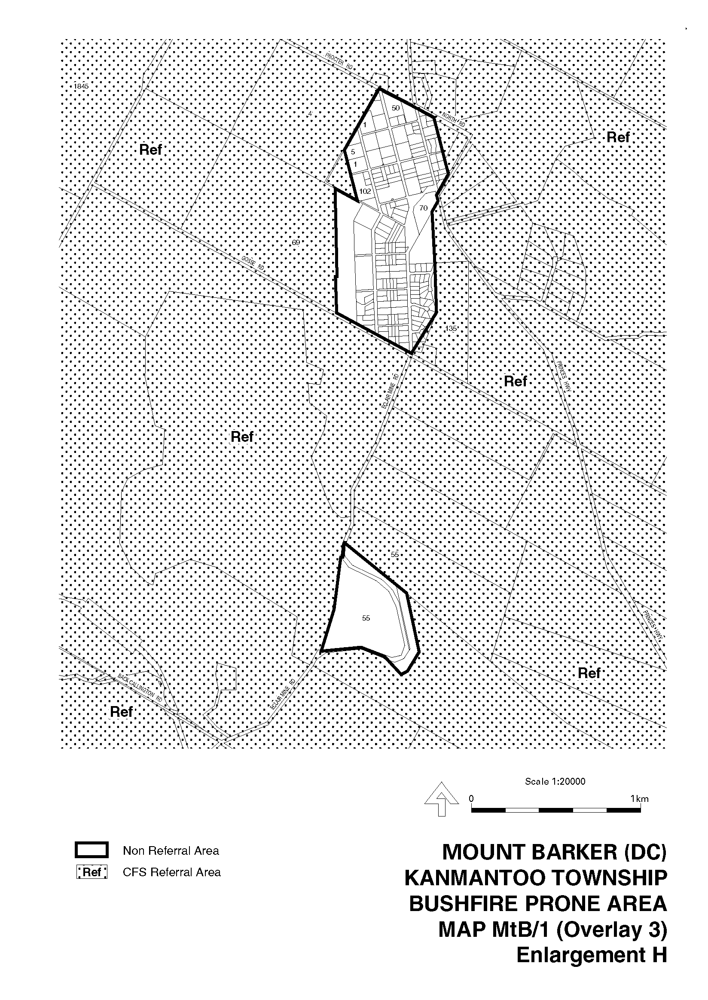 PROCTER RD
1845
50
4
NORTH RD
1
Ref
Ref
5
1
102
70
69
GOSSE RD
135
PRINCES HWY
Ref
ECLAIR MINE RD
Ref
55
55
PRINCES HWY
Ref
BACK CALLINGTON RD
ECLAIR MINE RD
Ref
Scale 1:20000
0 1km
Non Referral Area
Ref CFS Referral Area
MOUNT BARKER (DC)
KANMANTOO TOWNSHIP
BUSHFIRE PRONE AREA
MAP MtB/1 (Overlay 3)
Enlargement H